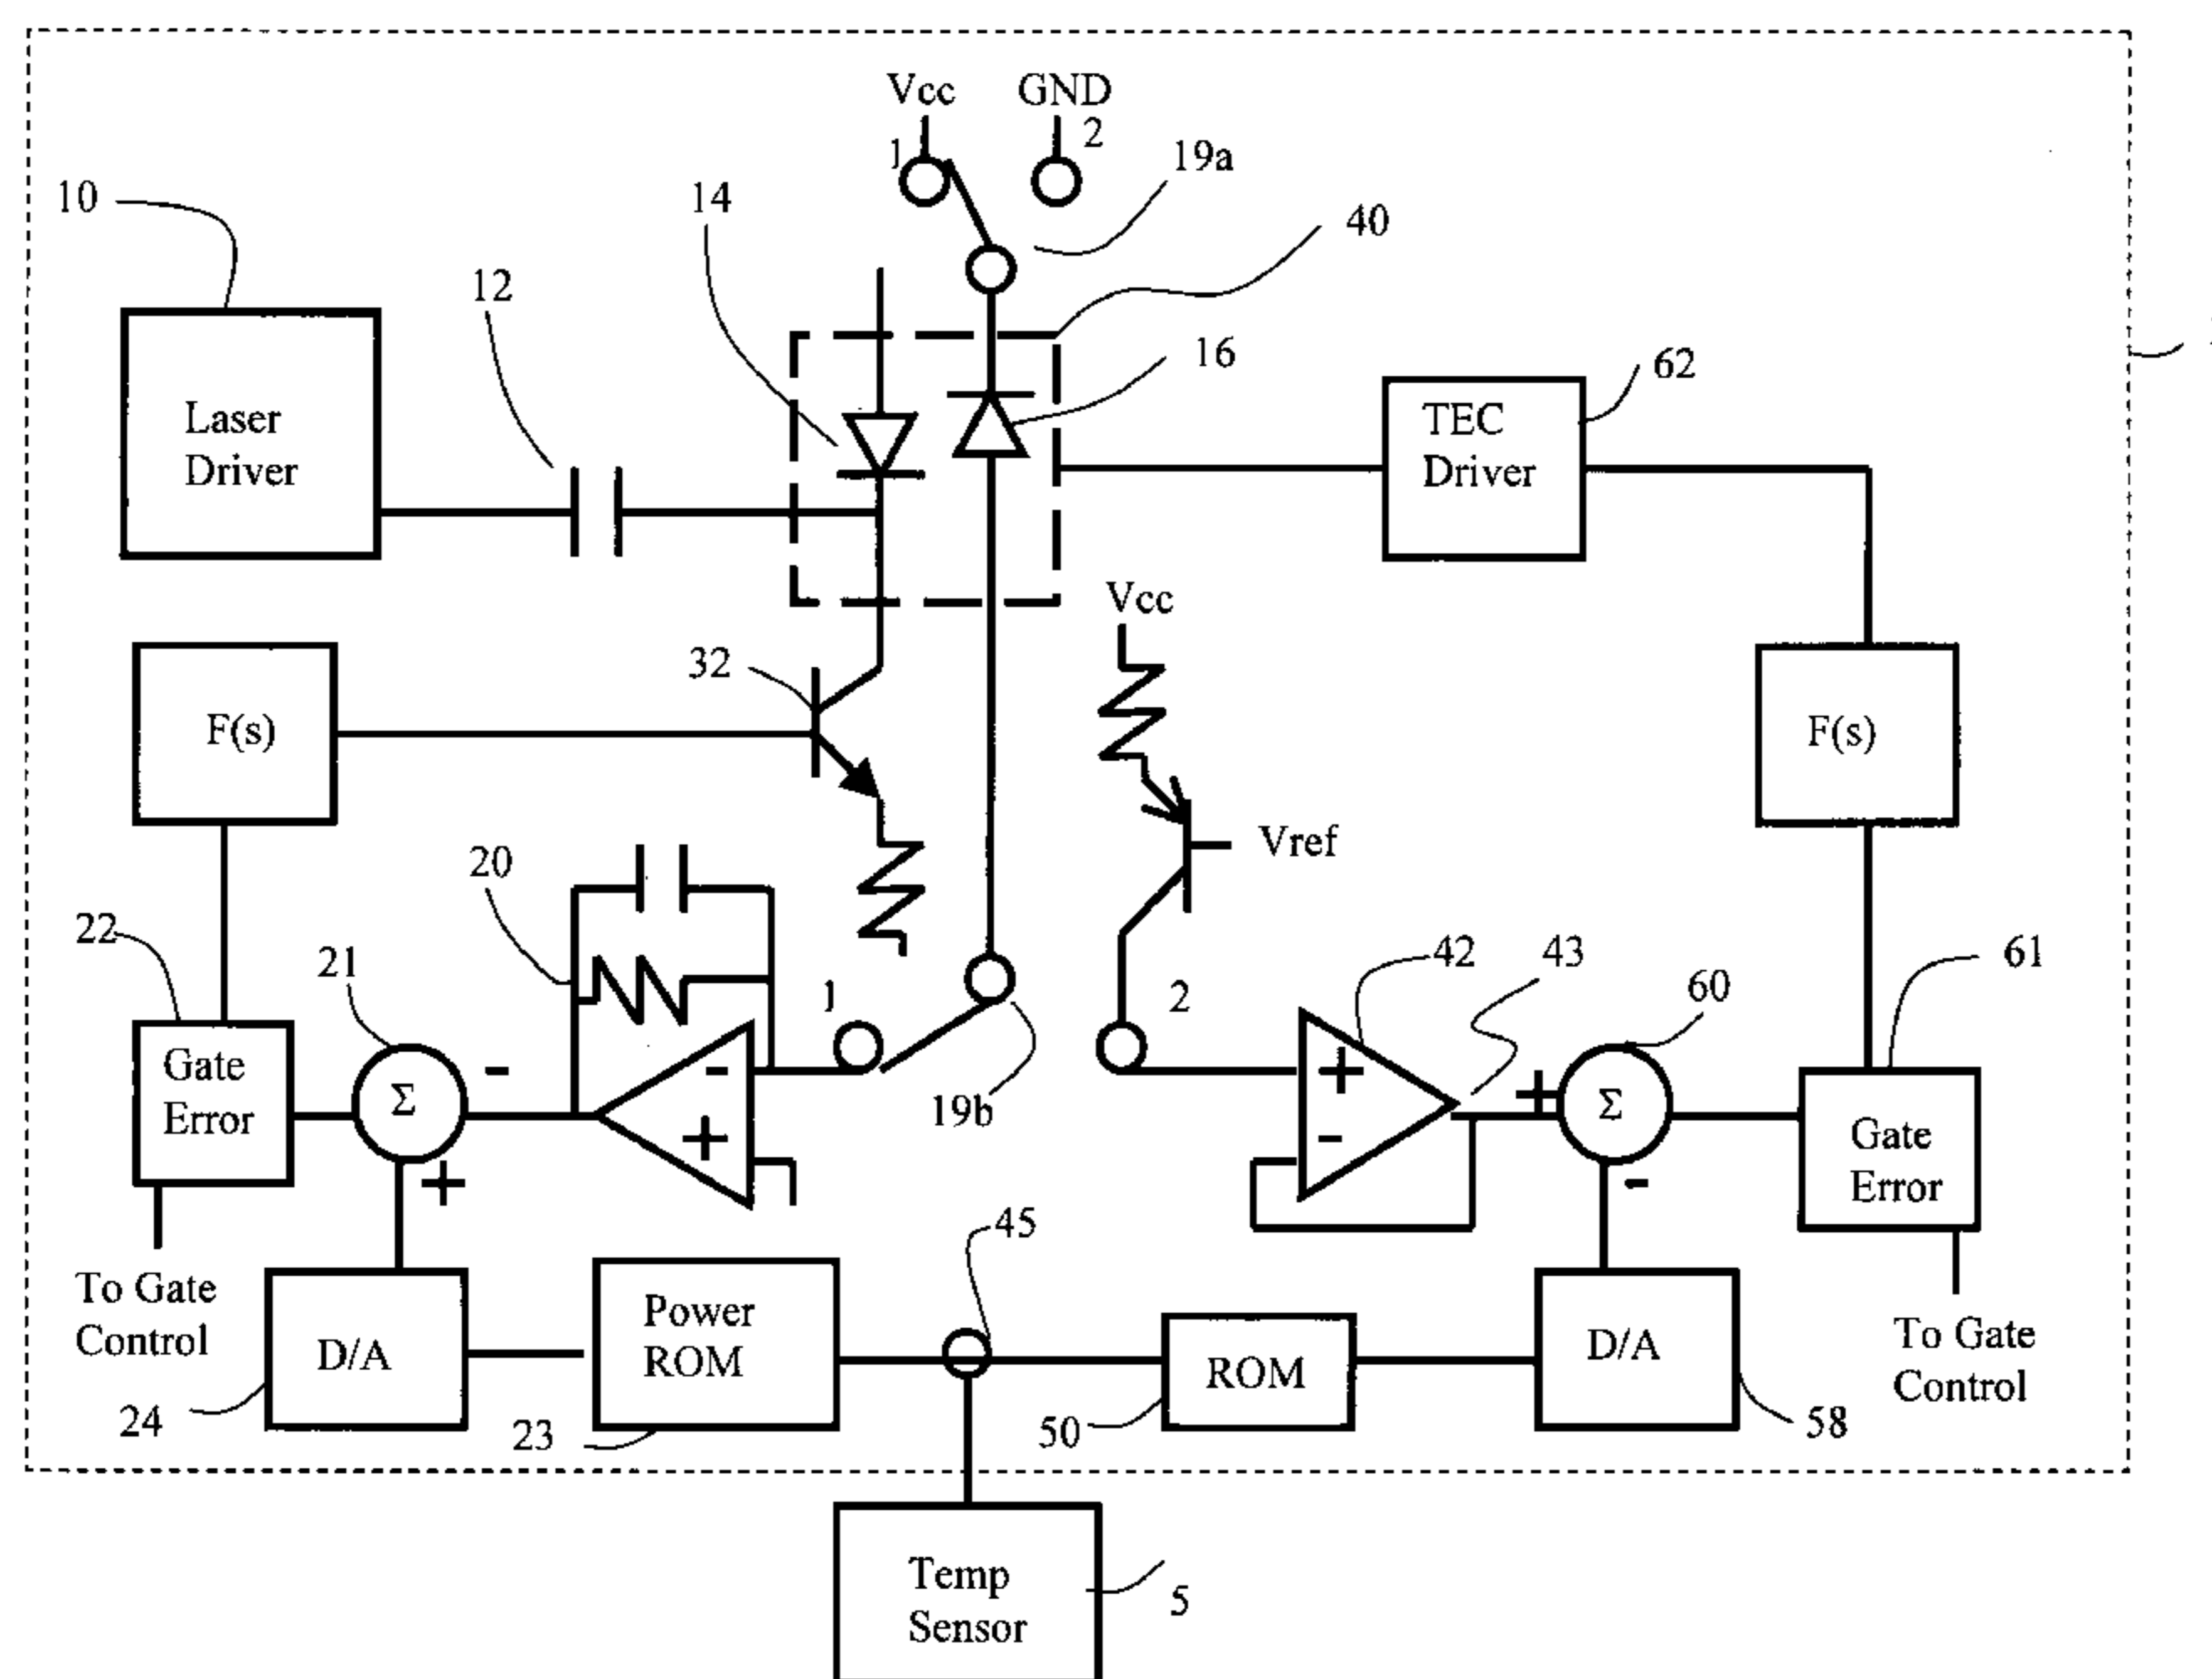 Vcc
GND
1
2
19a
10
14
40
12
16
62
Laser
Driver
TEC
Driver
Vcc
32
F(s)
F(s)
Vref
20
22
21
1
2
42
43
61
60
Gate
Error
Σ
-
-
+
19b
+
-
+
Σ
Gate
Error
+
-
45
To Gate
Control
D/A
Power
ROM
ROM
D/A
To Gate
Control
24
23
50
58
Temp
Sensor
5